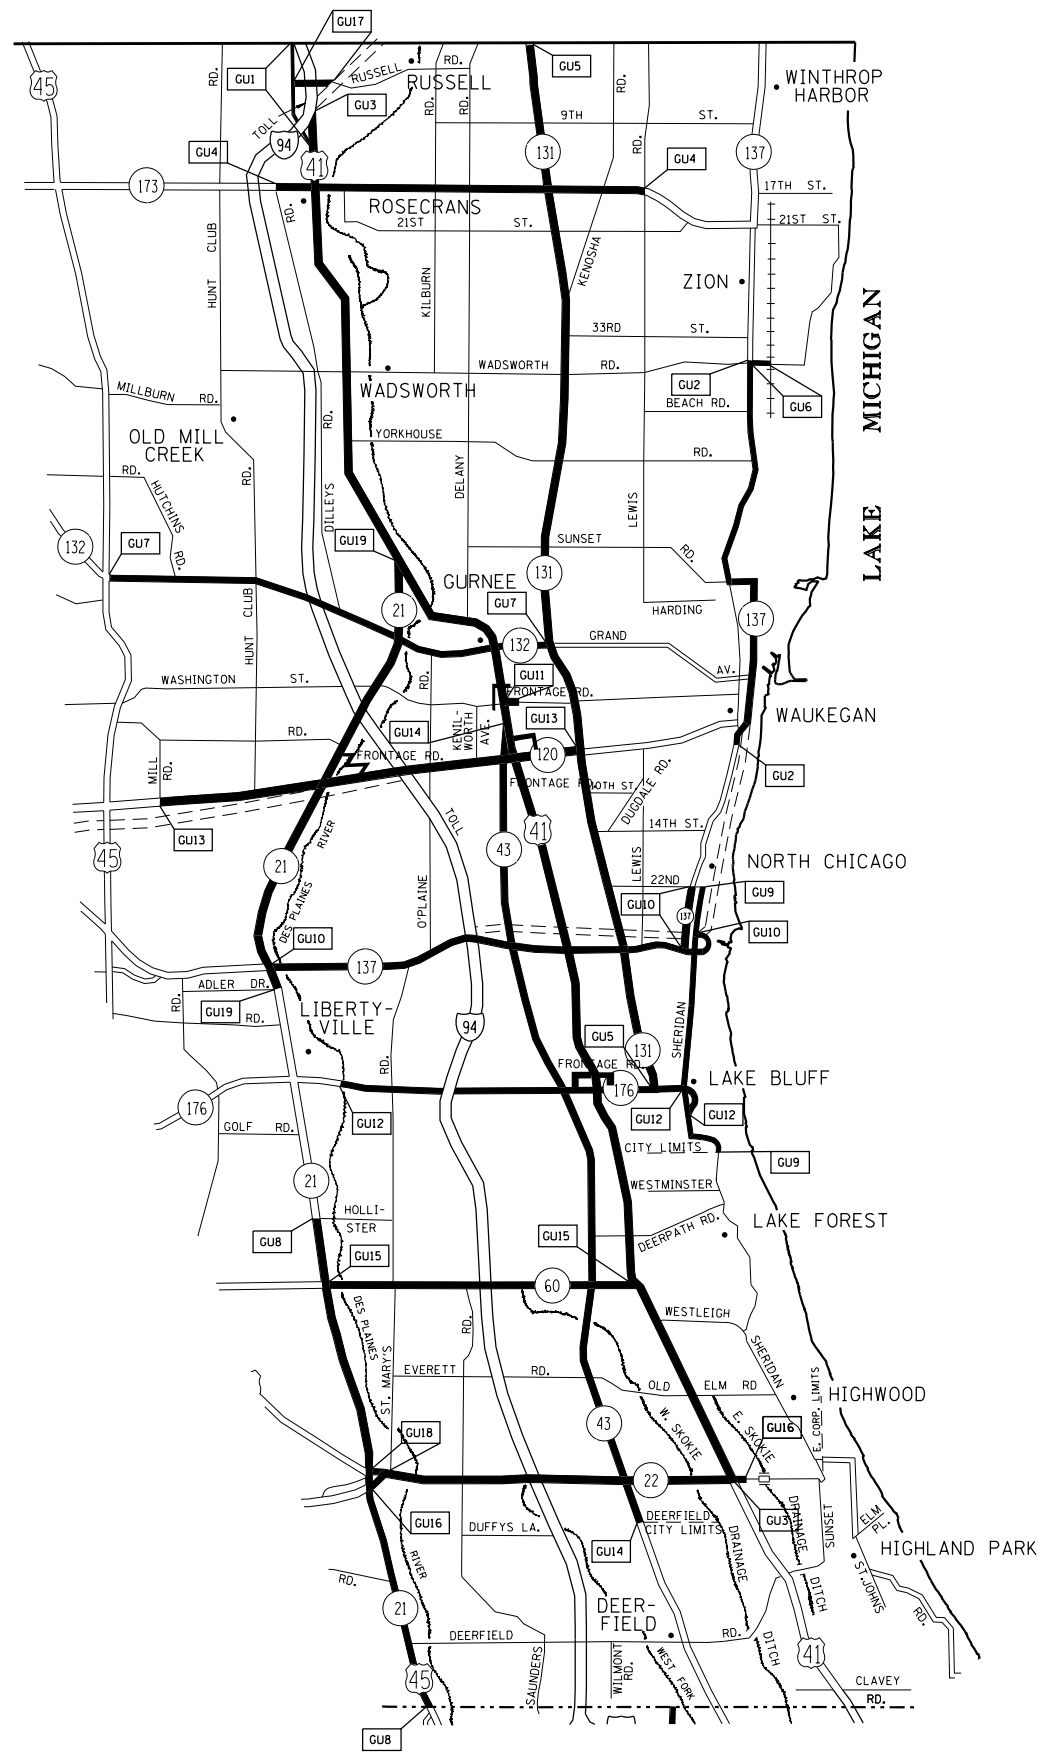 GU17
45
RD.
GU1
RUSSELL
RD.
RUSSELL
GU5
RD.
WINTHROP
HARBOR
GU3
RD.
RD.
TOLL
9TH ST.
94
GU4
41
131
RD.
GU4
137
173
17TH ST.
RD.
ROSECRANS
21ST ST.
21ST ST.
HUNT CLUB
KILBURN
KENOSHA
ZION
LAKE MICHIGAN
33RD ST.
WADSWORTH RD.
GU2
MILLBURN RD.
WADSWORTH
BEACH RD.
GU6
OLD MILL
CREEK
RD.
YORKHOUSE RD.
RD.
HUTCHINS RD.
RD.
DILLEYS
DELANY
LEWIS
132
GU7
GU19
SUNSET RD.
GURNEE
131
21
GU7
HARDING
137
HUNT CLUB
132
GRAND AV.
WASHINGTON ST.
RD.
GU11
FRONTAGE RD.
WAUKEGAN
RD.
GU14
KENIL-
WORTH
AVE.
GU13
MILL RD.
FRONTAGE RD.
120
GU2
FRONTAGE RD.
10TH ST.
DUGDALE RD.
GU13
TOLL
41
14TH ST.
45
43
21
RIVER
DES PLAINES
NORTH CHICAGO
LEWIS
22ND
GU9
O'PLAINE
GU10
137
GU10
GU10
137
ADLER DR.
RD.
GU19
RD.
LIBERTY-
VILLE
94
SHERIDAN
GU5
131
RD.
FRONTAGE RD.
LAKE BLUFF
176
176
GU12
GU12
GU12
GOLF RD.
CITY LIMITS
GU9
21
WESTMINSTER
HOLLI-
STER
LAKE FOREST
GU8
GU15
GU15
DEERPATH RD.
60
DES PLAINES
RD.
WESTLEIGH
SHERIDAN
ST. MARY'S
EVERETT RD.
OLD ELM RD
E. CORP. LIMITS
HIGHWOOD
W. SKOKIE
E. SKOKIE
43
GU18
GU16
22
GU16
DUFFYS LA.
DEERFIELD
CITY LIMITS
GU3
DRAINAGE
SUNSET
ELM
PL.
HIGHLAND PARK
GU14
DRAINAGE
RIVER
RD.
DITCH
ST.JOHNS
RD.
21
DEER-
FIELD
DEERFIELD RD.
DITCH
41
45
SAUNDERS
WILMONT
RD.
WEST FORK
CLAVEY
RD.
GU8